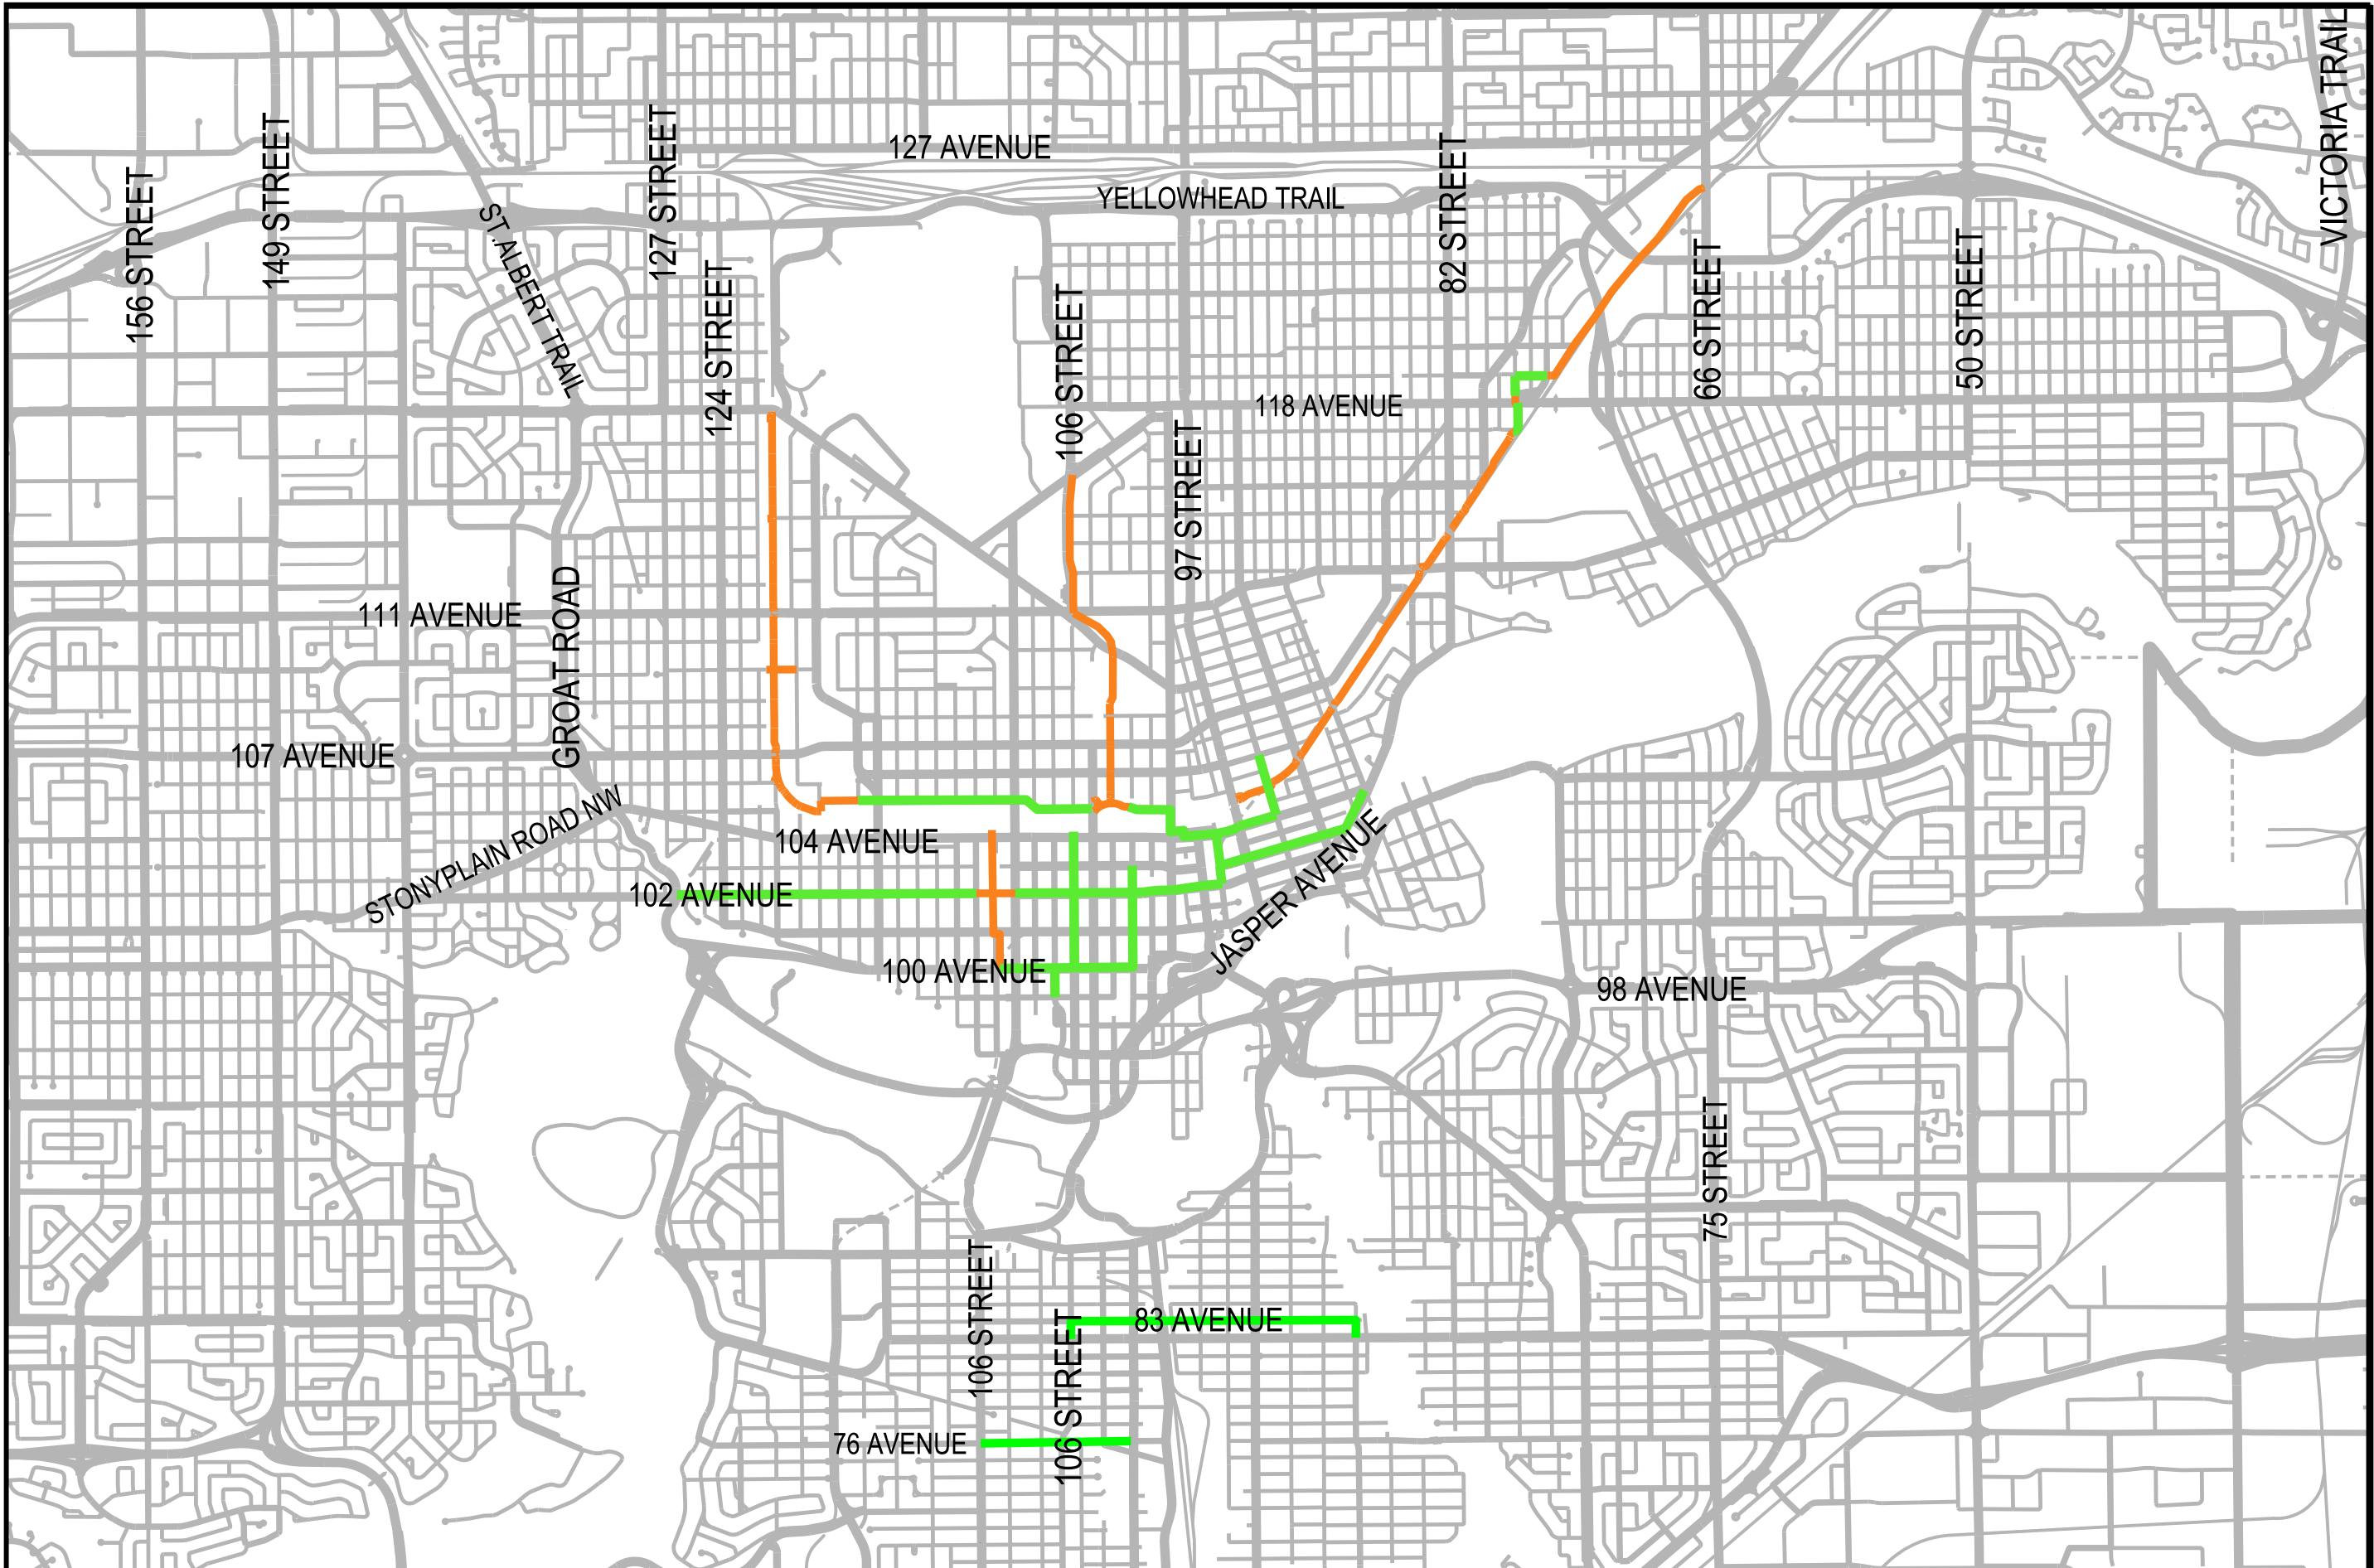 VICTORIA TRAIL
127 STREET
149 STREET
127 AVENUE
82 STREET
156 STREET
YELLOWHEAD TRAIL
ST.ALBERT TRAIL
124 STREET
66 STREET
50 STREET
106 STREET
118 AVENUE
97 STREET
111 AVENUE
GROAT ROAD
107 AVENUE
STONYPLAIN ROAD NW
104 AVENUE
JASPER AVENUE
102 AVENUE
100 AVENUE
98 AVENUE
75 STREET
106 STREET
106 STREET
83 AVENUE
76 AVENUE